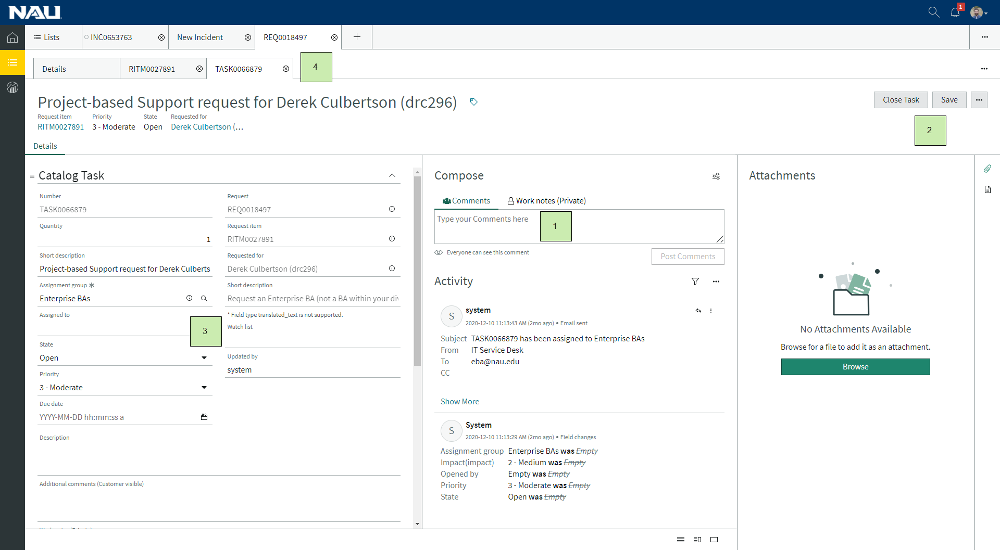 NAU
1
Lists
INC0653763
New Incident
REQ0018497
Details
RITM0027891
TASK0066879
4
Project-based Support request for Derek Culbertson (drc296)
Close Task
Save
Request item
Priority
State
Requested for
RITM0027891
3 - Moderate
Open
Derek Culbertson (...
2
Details
Catalog Task
Number
TASK0066879
Request
REQ0018497
Quantity
1
Request item
RITM0027891
Short description
Project-based Support request for Derek Culberts
Requested for
Derek Culbertson (drc296)
Assignment group
Enterprise BAs
Short description
Request an Enterprise BA (not a BA within your div
* Field type translated_text is not supported.
Assigned to
3
Watch list
State
Open
Updated by
system
Priority
3 - Moderate
Due date
YYYY-MM-DD hh:mm:ss a
Description
Additional comments (Customer visible)
Compose
Comments
Work notes (Private)
Type your Comments here
1
Everyone can see this comment
Post Comments
Activity
S
system
2020-12-10 11:13:43 AM (2mo ago) • Email sent
Subject TASK0066879 has been assigned to Enterprise BAs
From IT Service Desk
To eba@nau.edu
CC
Show More
S
System
2020-12-10 11:13:29 AM (2mo ago) • Field changes
Assignment group Enterprise BAs was Empty
Impact(impact) 2 - Medium was Empty
Opened by Empty was Empty
Priority 3 - Moderate was Empty
State Open was Empty
Attachments
No Attachments Available
Browse for a file to add it as an attachment.
Browse